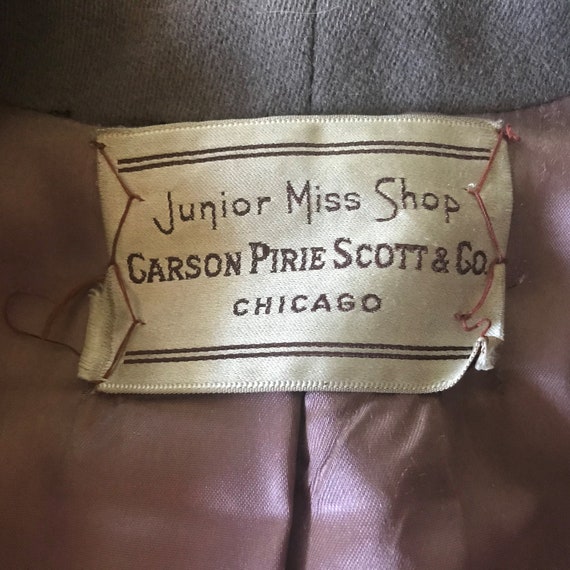 Junior Miss Shop
CARSON PIRIE SCOTT & CO.
CHICAGO